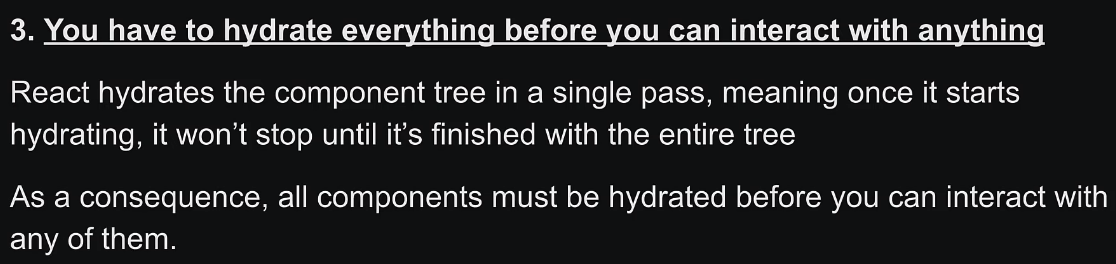 3. You have to hydrate everything before you can interact with anything
React hydrates the component tree in a single pass, meaning once it starts
hydrating, it won’t stop until it’s finished with the entire tree
As a consequence, all components must be hydrated before you can interact with
any of them.